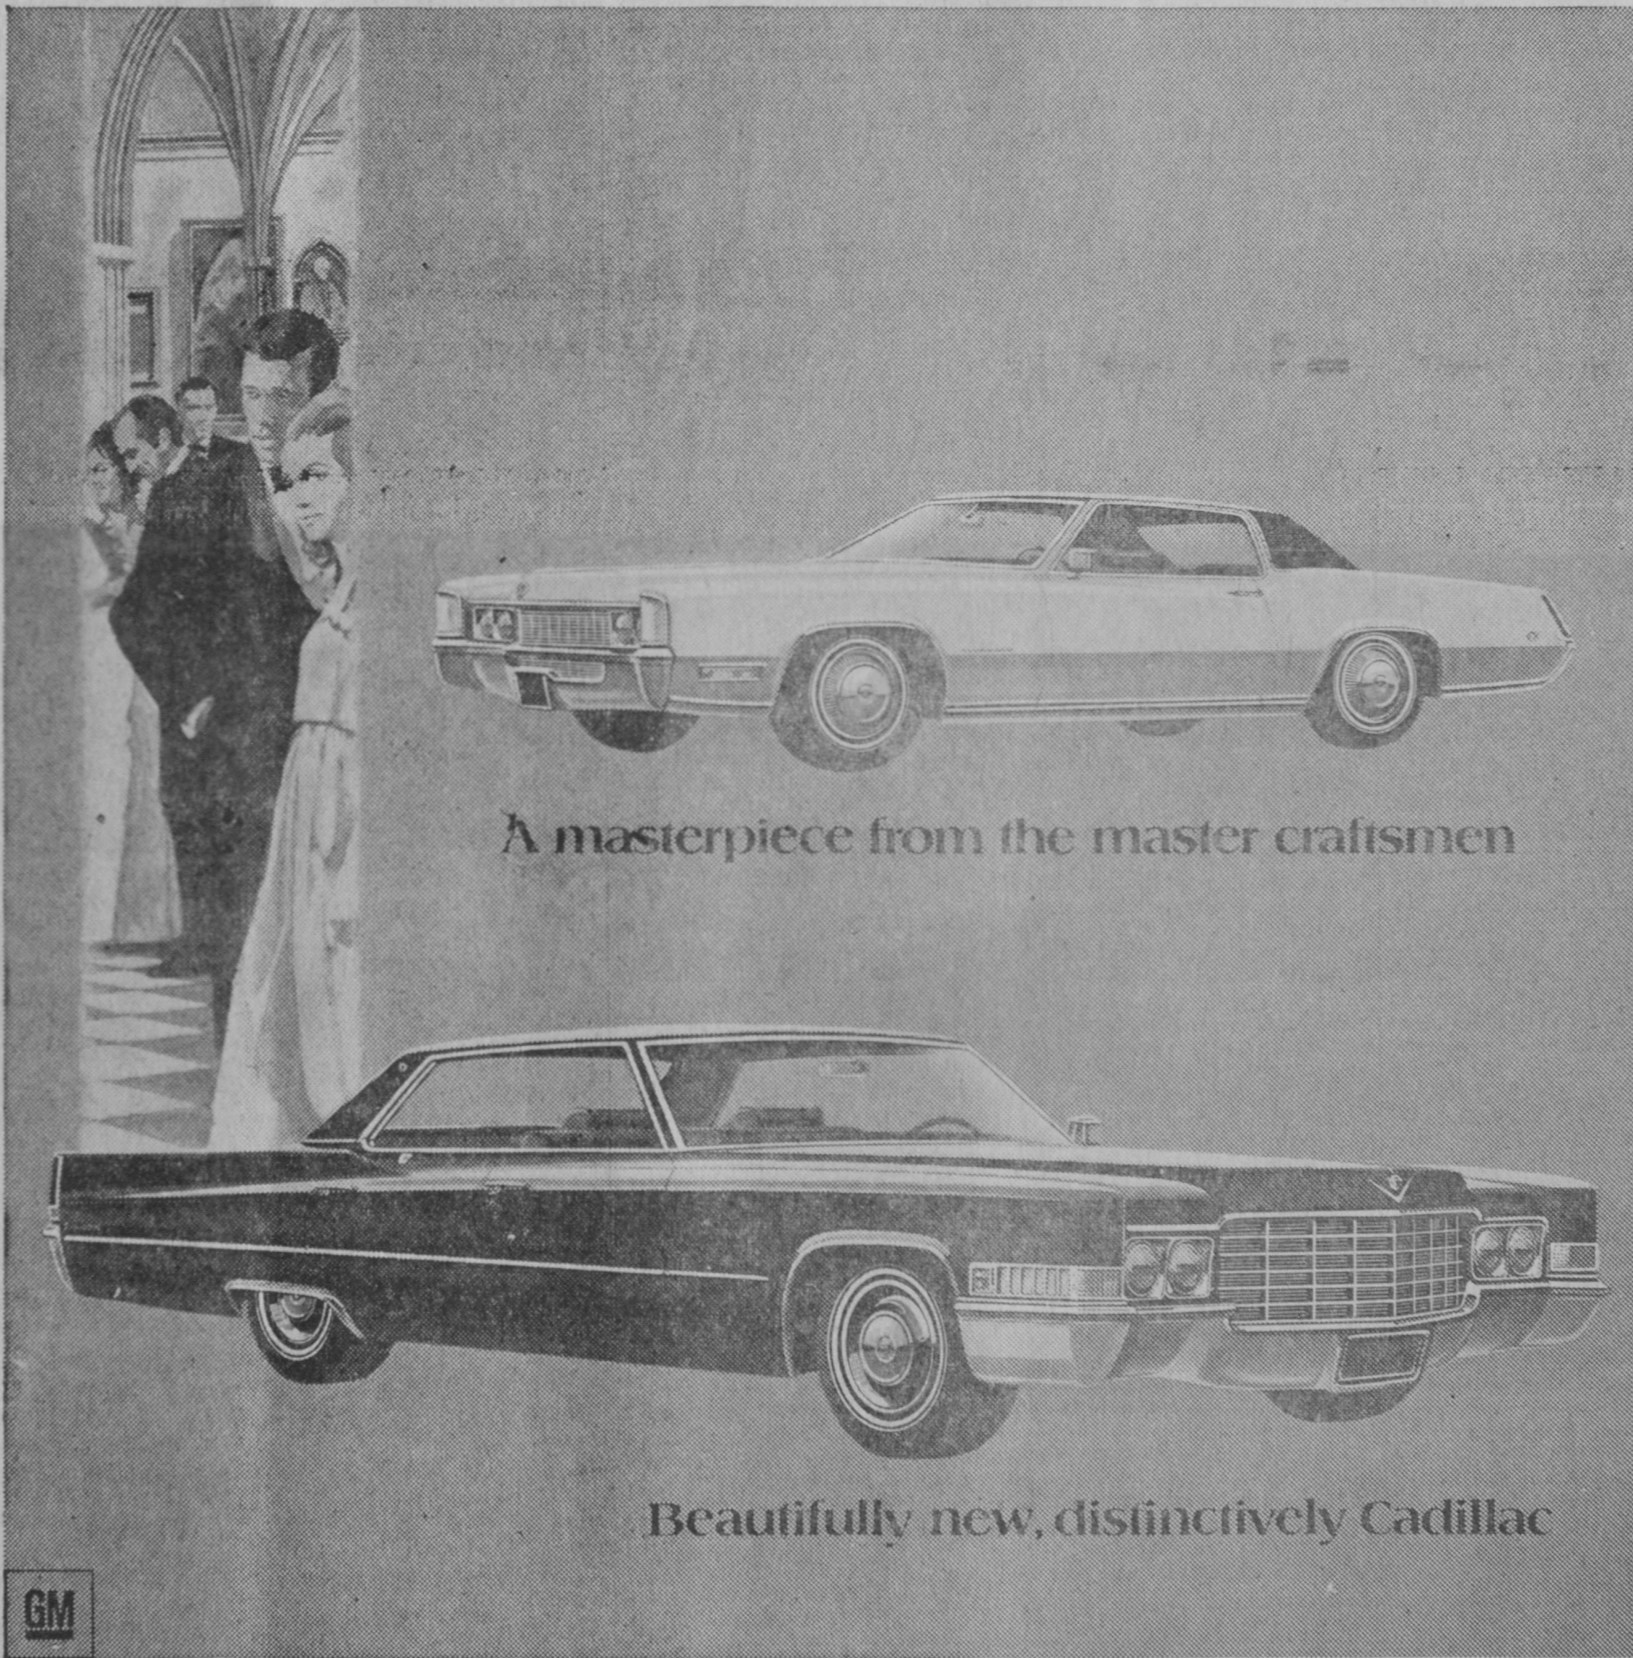 A masterpiece from the master craftsmen
Beautifully new, distinctively Cadillac
GM